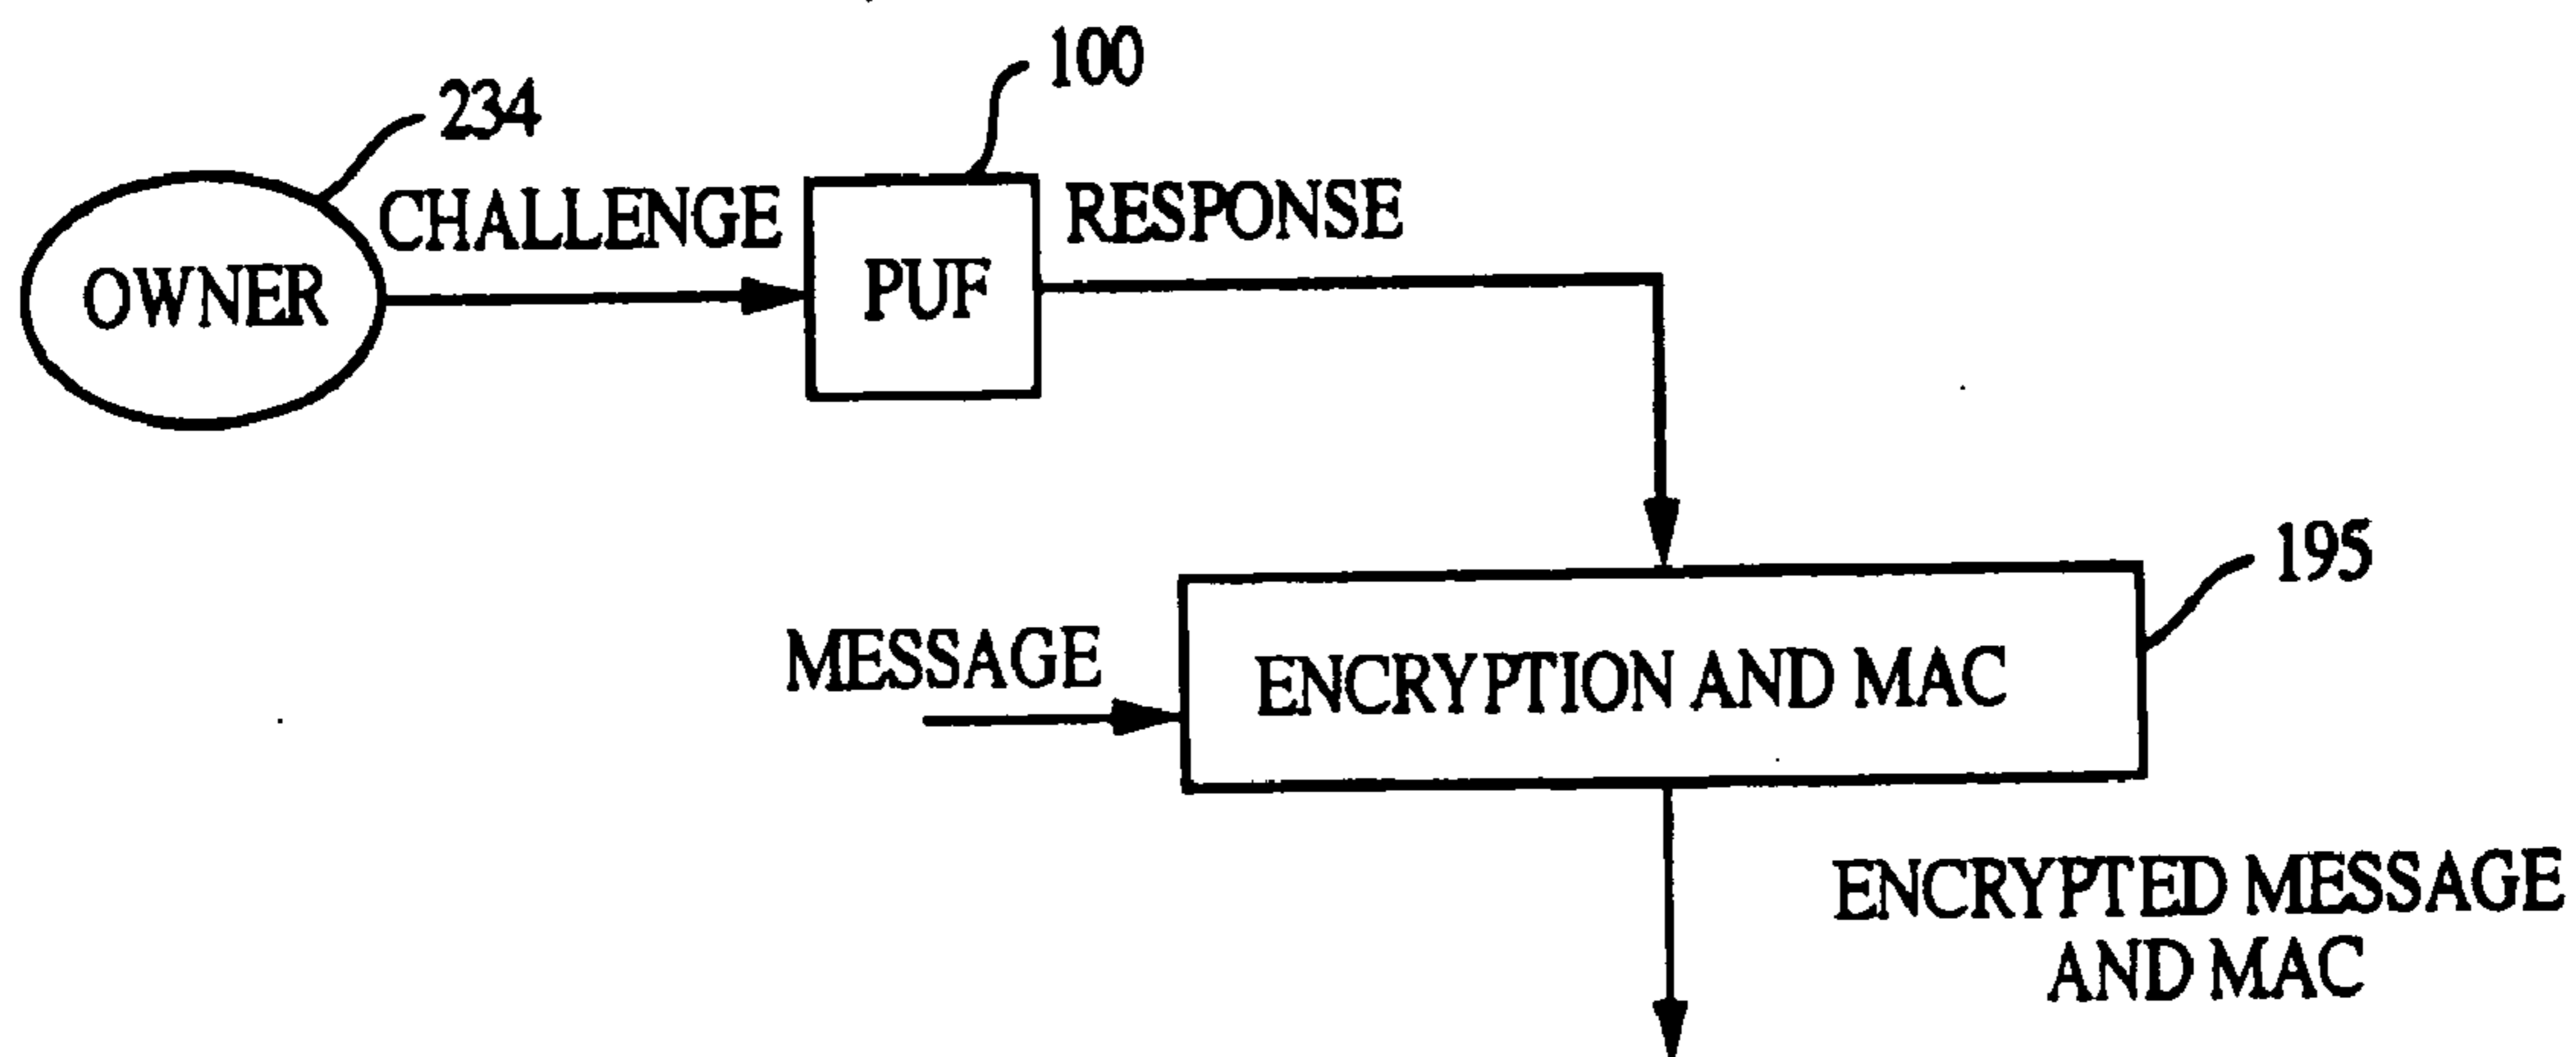 100
234
CHALLENGE
RESPONSE
OWNER
PUF
195
MESSAGE
ENCRYPTION AND MAC
ENCRYPTED MESSAGE
AND MAC